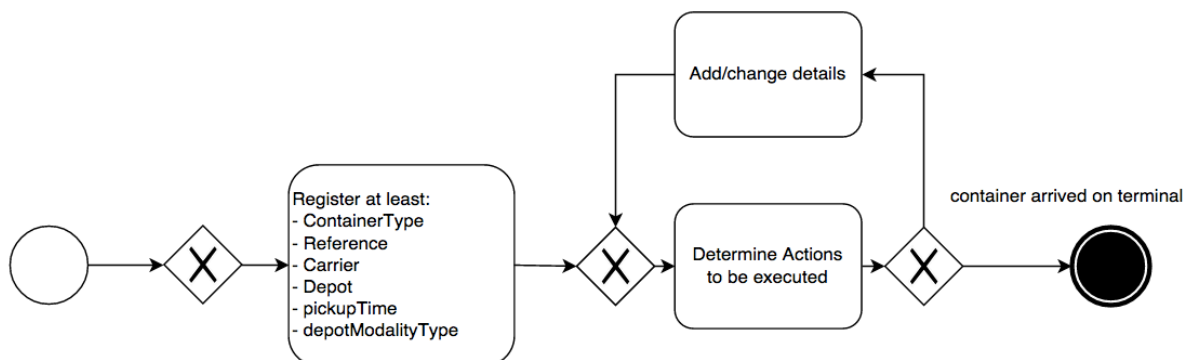 Add/change details
container arrived on terminal
Register at least:
- ContainerType
- Reference
- Carrier
- Depot
- pickupTime
- depotModalityType
Determine Actions
to be executed